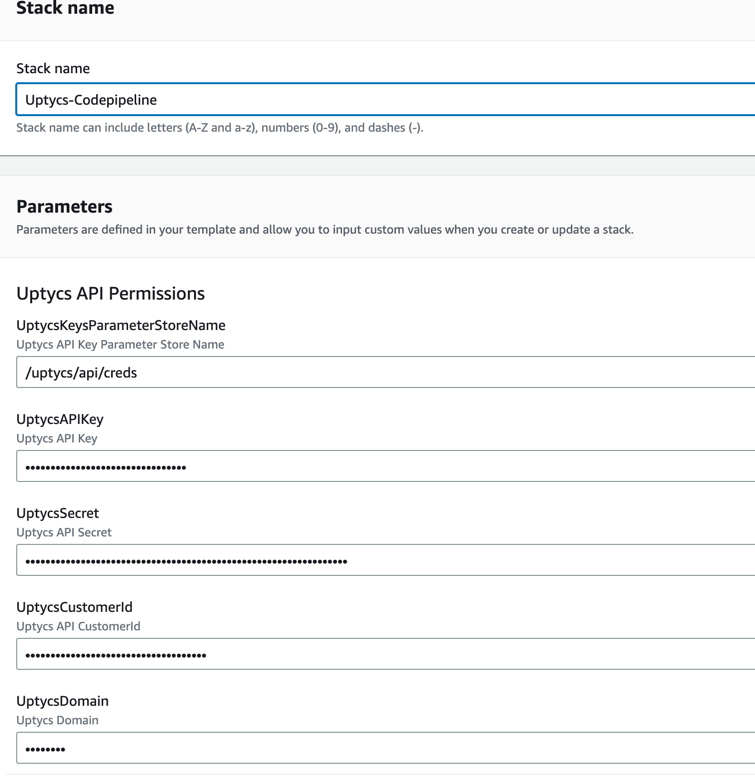 Stack name
Stack name
Uptycs-Codepipeline
Stack name can include letters (A-Z and a-z), numbers (0-9), and dashes (-).
Parameters
Parameters are defined in your template and allow you to input custom values when you create or update a stack.
Uptycs API Permissions
UptycsKeysParameterStoreName
Uptycs API Key Parameter Store Name
/uptycs/api/creds
UptycsAPIKey
Uptycs API Key
UptycsSecret
Uptycs API Secret
UptycsCustomerId
Uptycs API CustomerId
UptycsDomain
Uptycs Domain